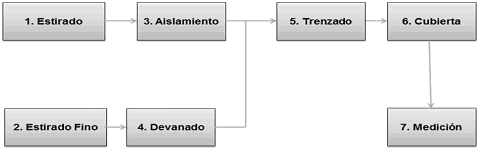 1. Estirado
3. Aislamiento
5. Trenzado
6. Cubierta
2. Estirado Fino
4. Devanado
7. Medición